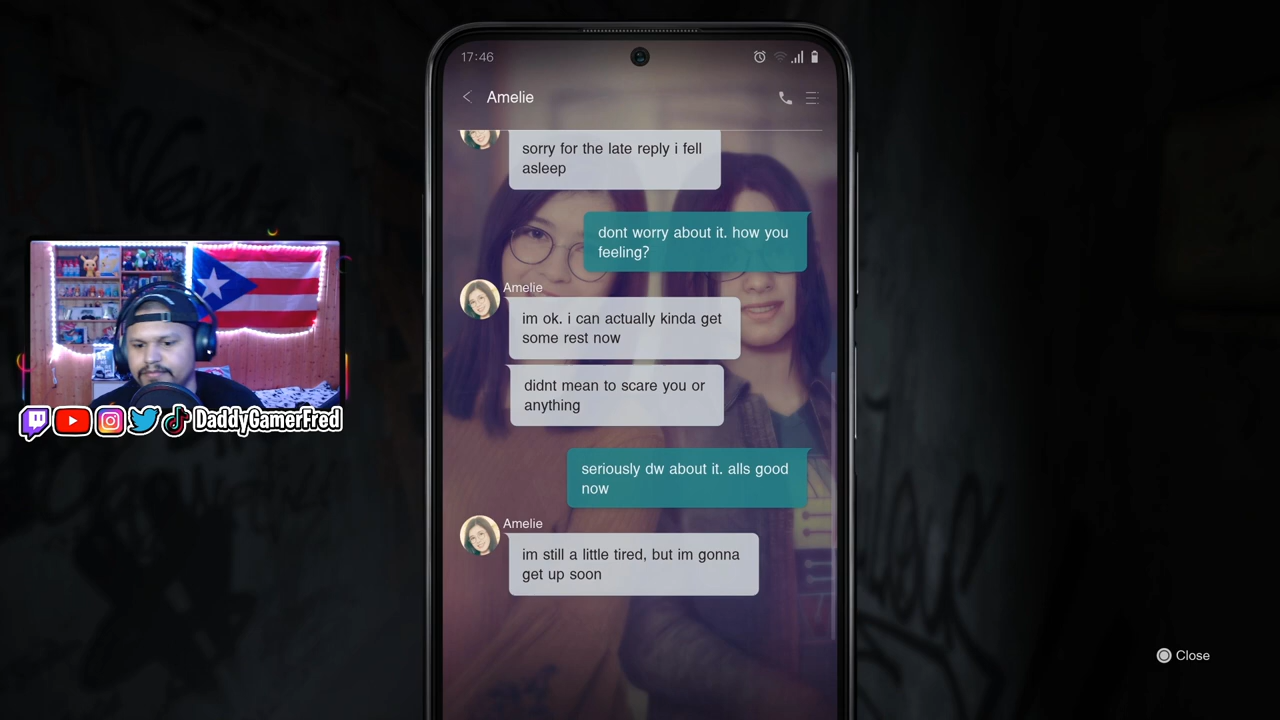 17:46
Amelie
sorry for the late reply i fell
asleep
dont worry about it. how you
feeling?
Amelie
im ok. i can actually kinda get
some rest now
didnt mean to scare you or
anything
seriously dw about it. alls good
now
Amelie
im still a little tired, but im gonna
get up soon
DaddyGamerFred
Close